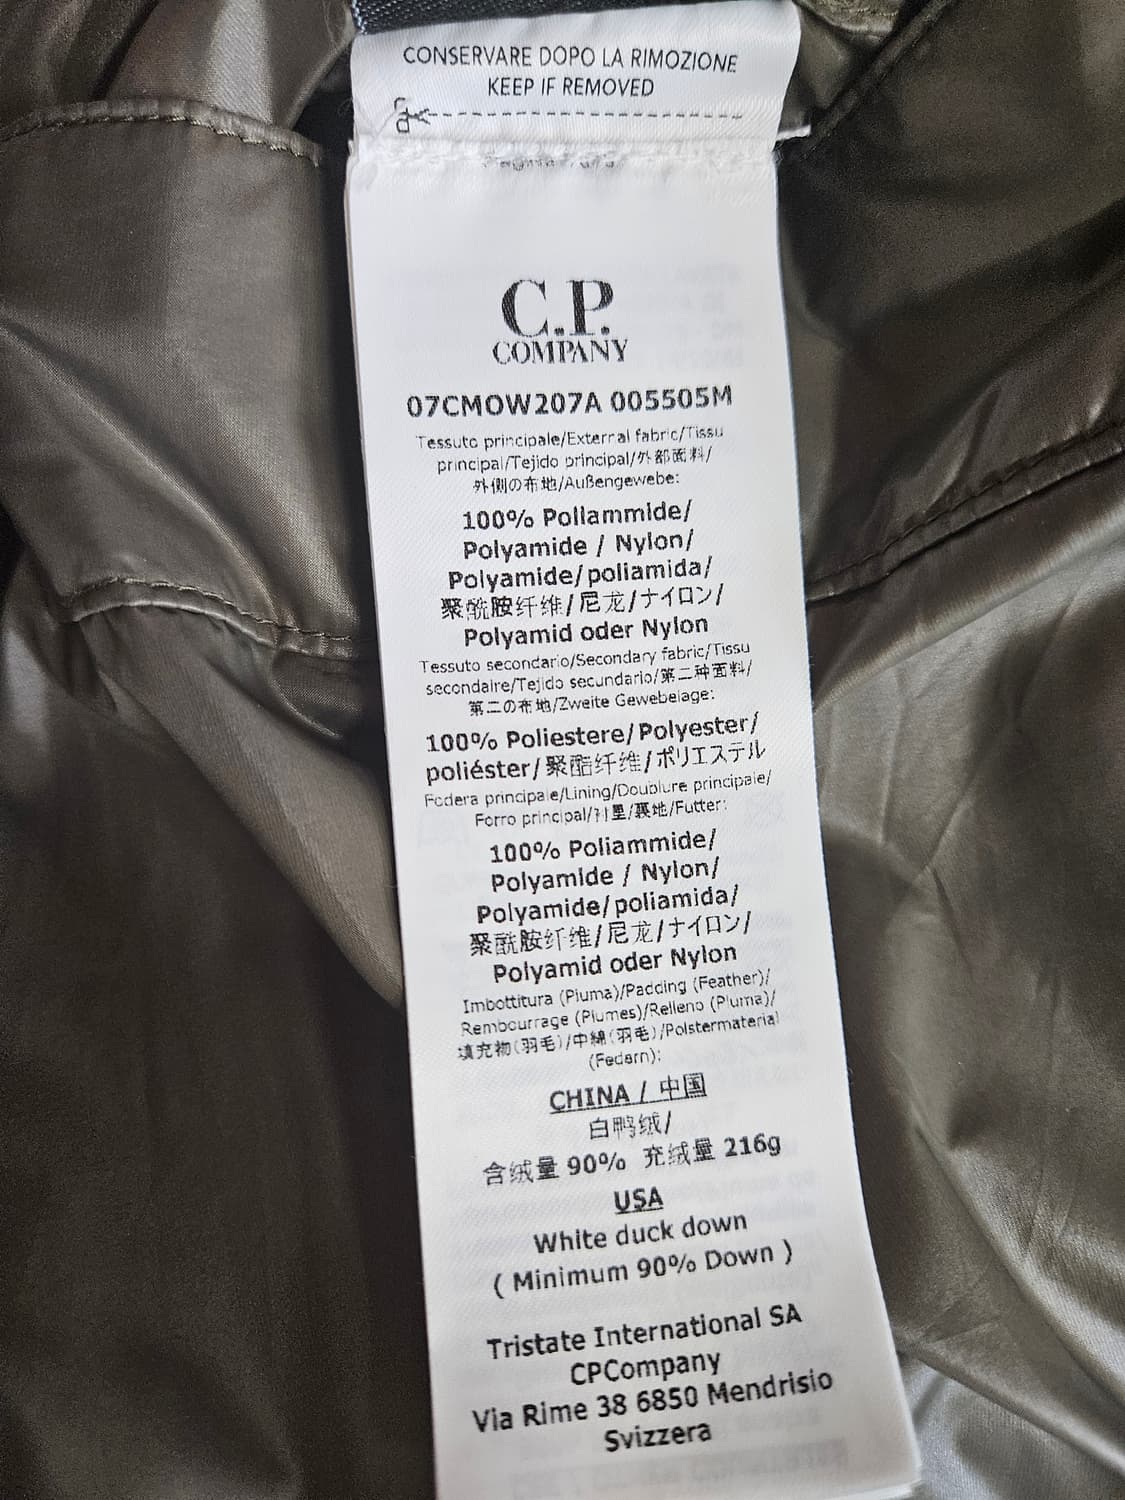 CONSERVARE DOPO LA RIMOZIONE
KEEP IF REMOVED
C.P.
COMPANY
07CMOW207A 005505M
Tessuto principale/External fabric/Tissu
principal/Tejido principal/外部面料/
外側の布地/Außengewebe:
100% Poliammide/
Polyamide / Nylon/
Polyamide/poliamida/
聚酰胺纤维/尼龙/ナイロン/
Polyamid oder Nylon
Tessuto secondario/Secondary fabric/Tissu
secondaire/Tejido secundario/第二种面料/
第二の布地/Zweite Gewebelage:
100% Poliestere/Polyester/
poliéster/聚酯纤维/ポリエステル
Fodera principale/Lining/Doublure principale/
Forro principal/衬里/裏地/Futter:
100% Poliammide/
Polyamide / Nylon/
Polyamide/poliamida/
聚酰胺纤维/尼龙/ナイロン/
Polyamid oder Nylon
Imbottitura (Piuma)/Padding (Feather)/
Rembourrage (Plumes)/Relleno (Pluma)/
填充物(羽毛)/中綿(羽毛)/Polstermaterial
(Federn):
CHINA / 中国
白鸭绒/
含绒量 90% 充绒量 216g
USA
White duck down
( Minimum 90% Down )
Tristate International SA
CPCompany
Via Rime 38 6850 Mendrisio
Svizzera